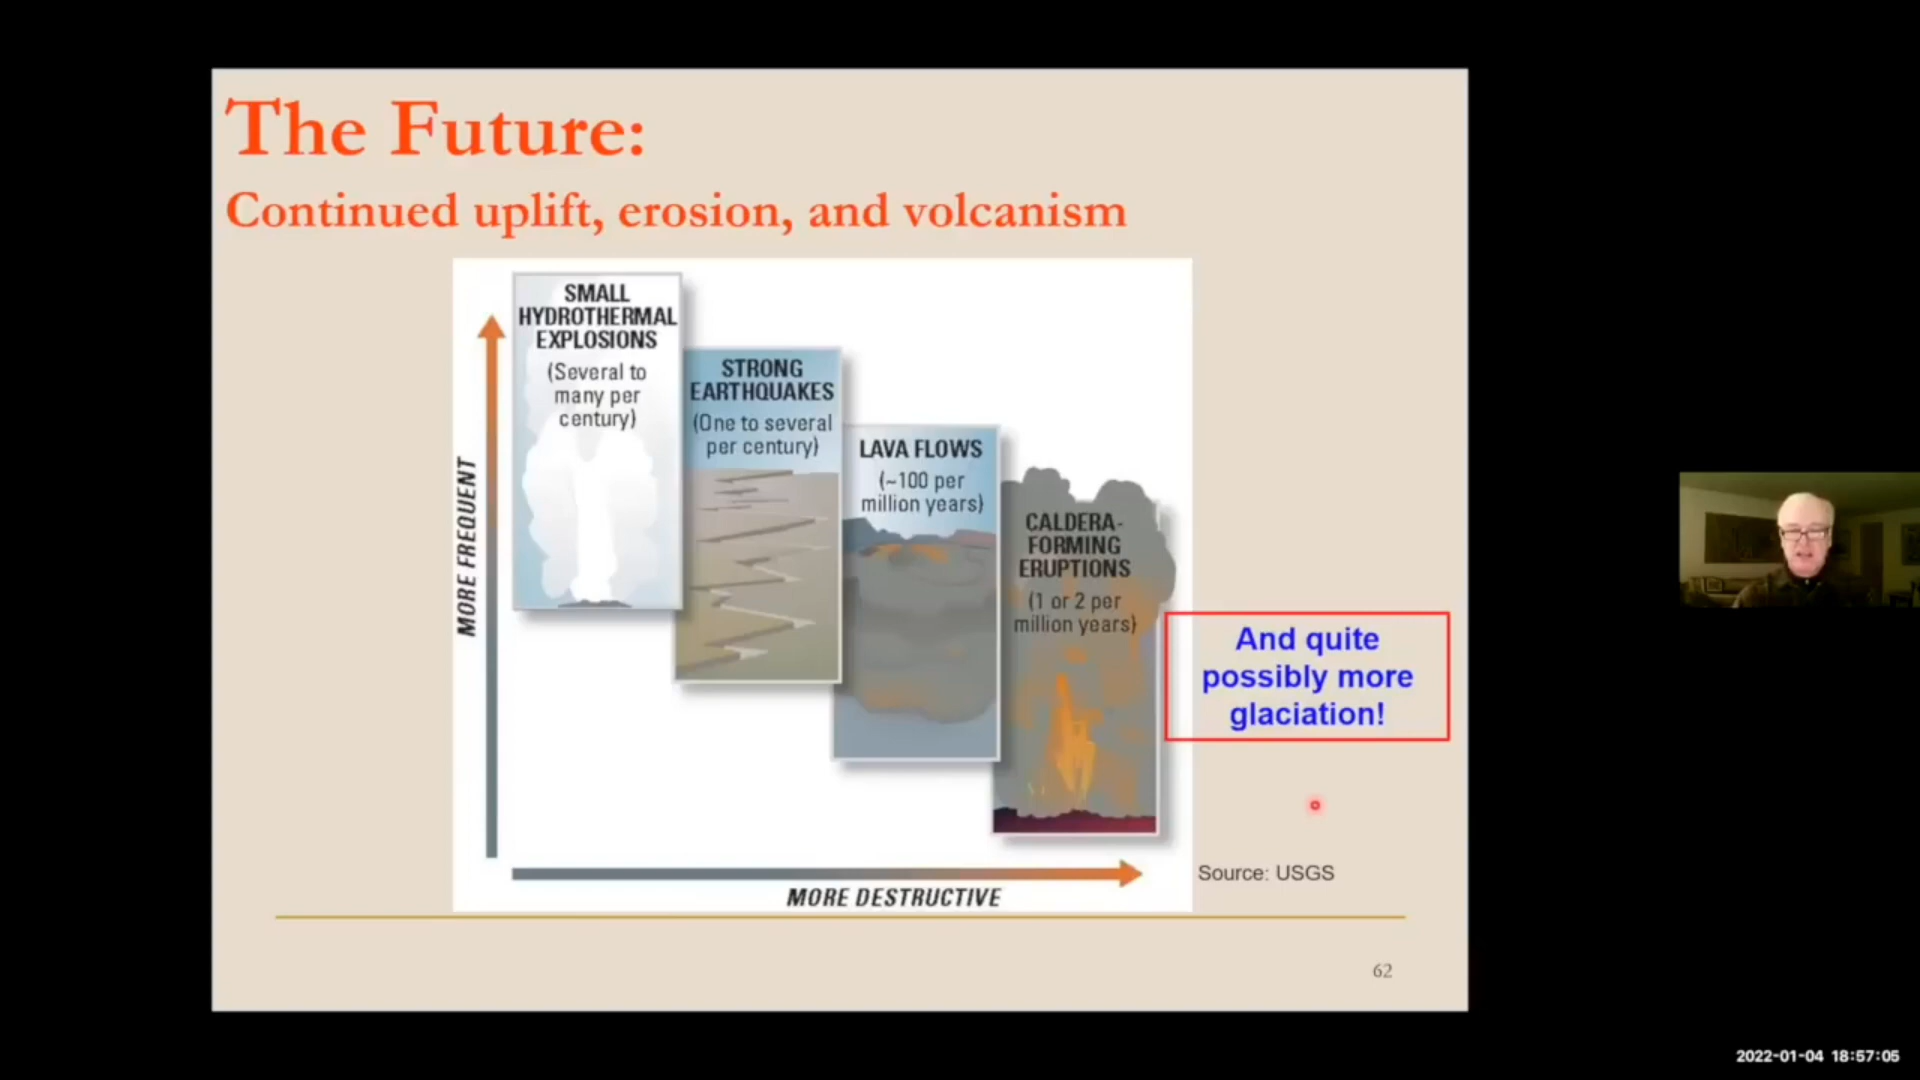 The Future:
Continued uplift, erosion, and volcanism
SMALL
HYDROTHERMAL
EXPLOSIONS
(Several to
many per
century)
STRONG
EARTHQUAKES
(One to several
per century)
LAVA FLOWS
(~100 per
million years)
CALDERA-
FORMING
ERUPTIONS
(1 or 2 per
million years)
MORE FREQUENT
And quite
possibly more
glaciation!
Source: USGS
MORE DESTRUCTIVE
62
2022-01-04 18:57:05